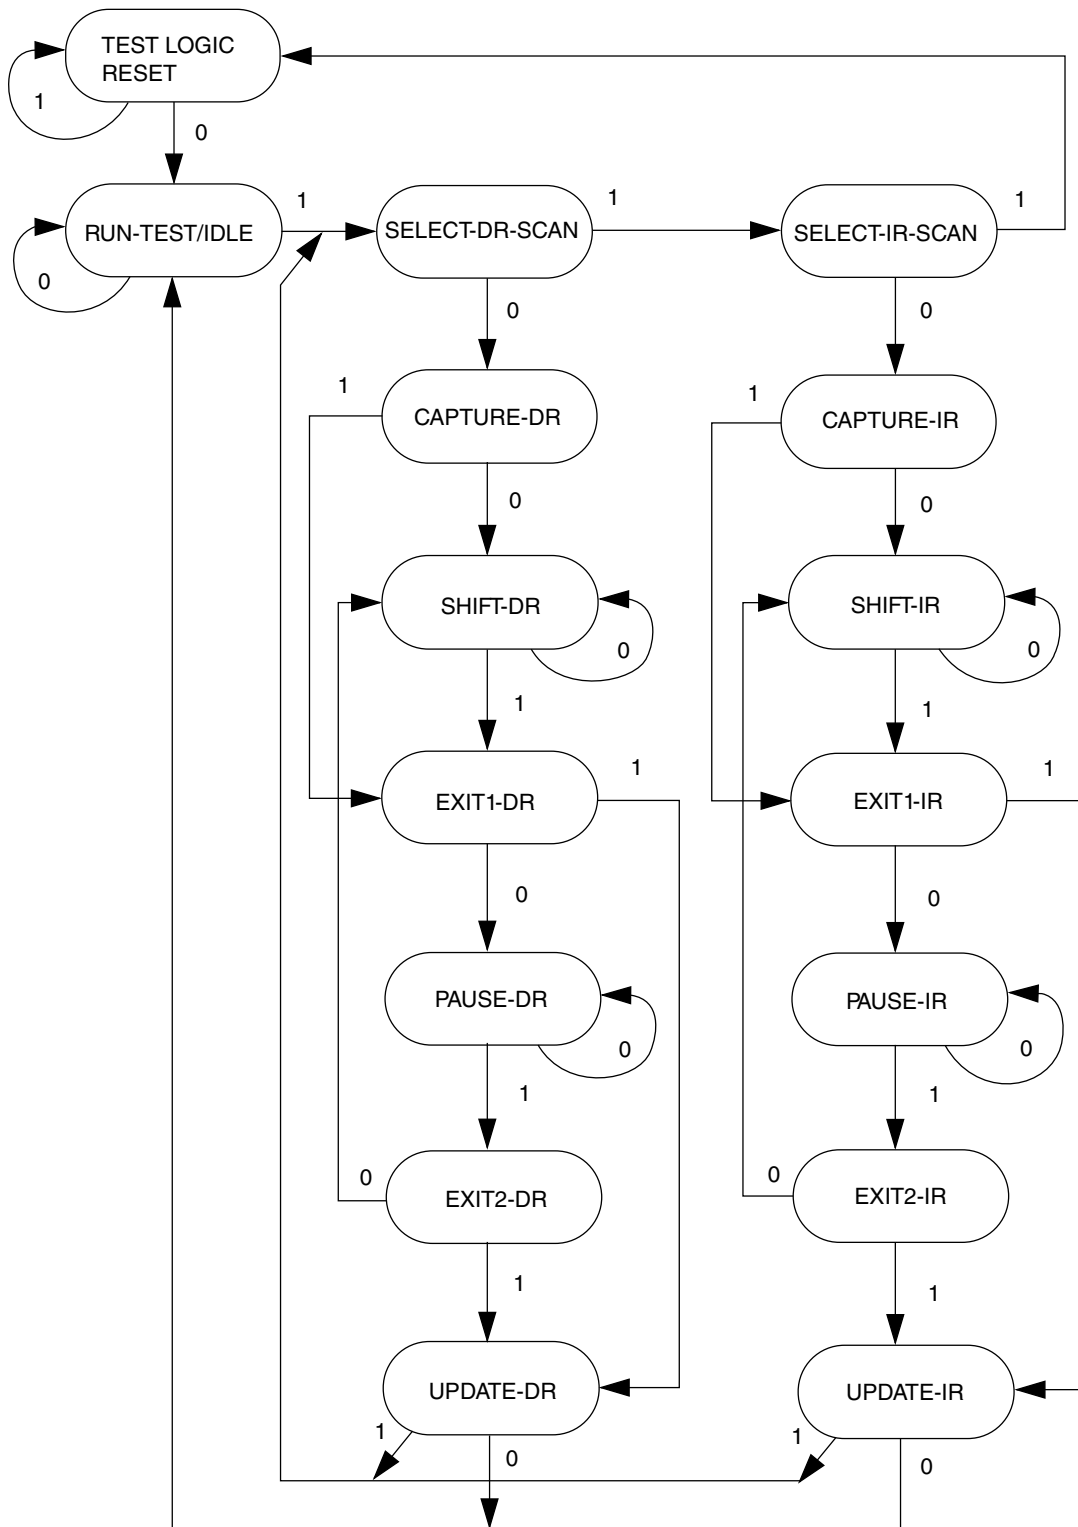 TEST LOGIC
RESET
1
0
RUN-TEST/IDLE
0
1
SELECT-DR-SCAN
1
SELECT-IR-SCAN
1
0
0
1
CAPTURE-DR
1
CAPTURE-IR
0
0
SHIFT-DR
0
SHIFT-IR
0
1
1
EXIT1-DR
1
EXIT1-IR
1
0
0
PAUSE-DR
0
PAUSE-IR
0
1
1
0
EXIT2-DR
0
EXIT2-IR
1
1
UPDATE-DR
UPDATE-IR
1
0
1
0